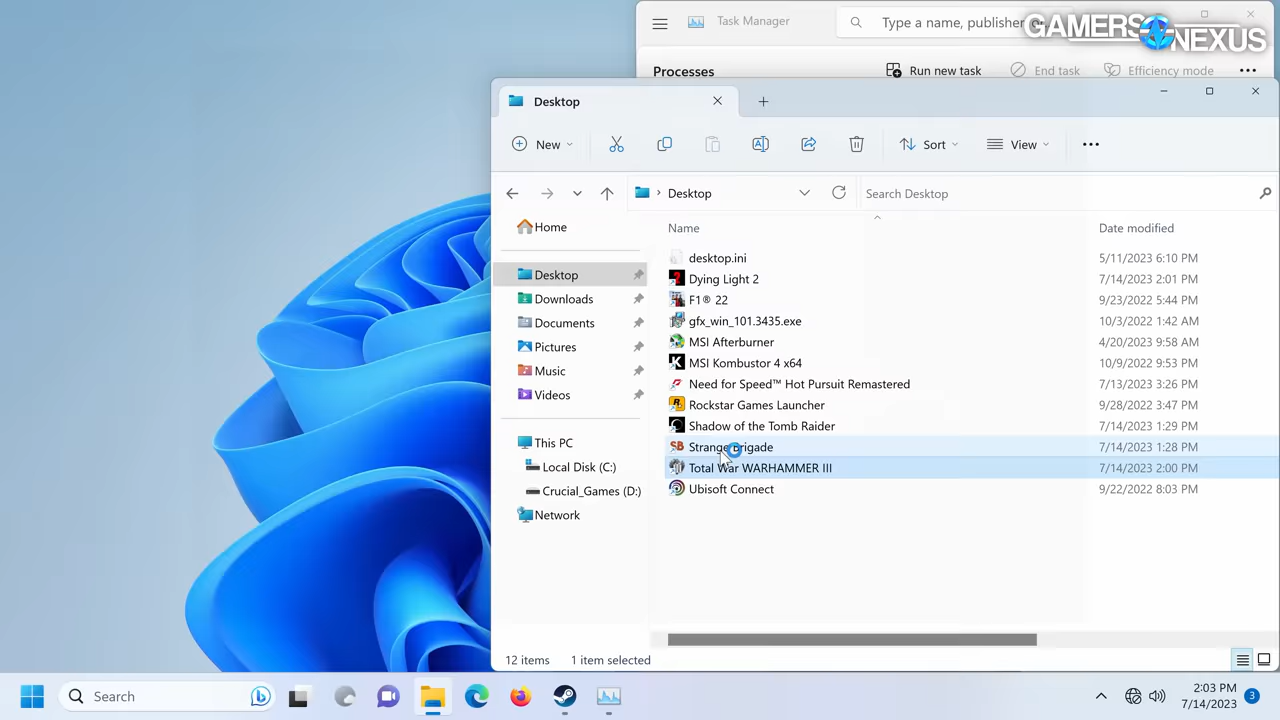 Task Manager
Type a name, publisher, or
GAMERS NEXUS
Processes
Run new task
End task
Efficiency mode
Desktop
New
Sort
View
Desktop
Search Desktop
Name
Date modified
Home
Desktop
Downloads
Documents
Pictures
Music
Videos
This PC
Local Disk (C:)
Crucial_Games (D:)
Network
desktop.ini 5/11/2023 6:10 PM
Dying Light 2 7/14/2023 2:01 PM
F1® 22 9/23/2022 5:44 PM
gfx_win_101.3435.exe 10/3/2022 1:42 AM
MSI Afterburner 4/20/2023 9:58 AM
MSI Kombustor 4 x64 10/9/2022 9:53 PM
Need for Speed™ Hot Pursuit Remastered 7/13/2023 3:26 PM
Rockstar Games Launcher 9/28/2022 3:47 PM
Shadow of the Tomb Raider 7/14/2023 1:29 PM
Strange Brigade 7/14/2023 1:28 PM
Total War WARHAMMER III 7/14/2023 2:00 PM
Ubisoft Connect 9/22/2022 8:03 PM
12 items 1 item selected
Search
2:03 PM
7/14/2023
3